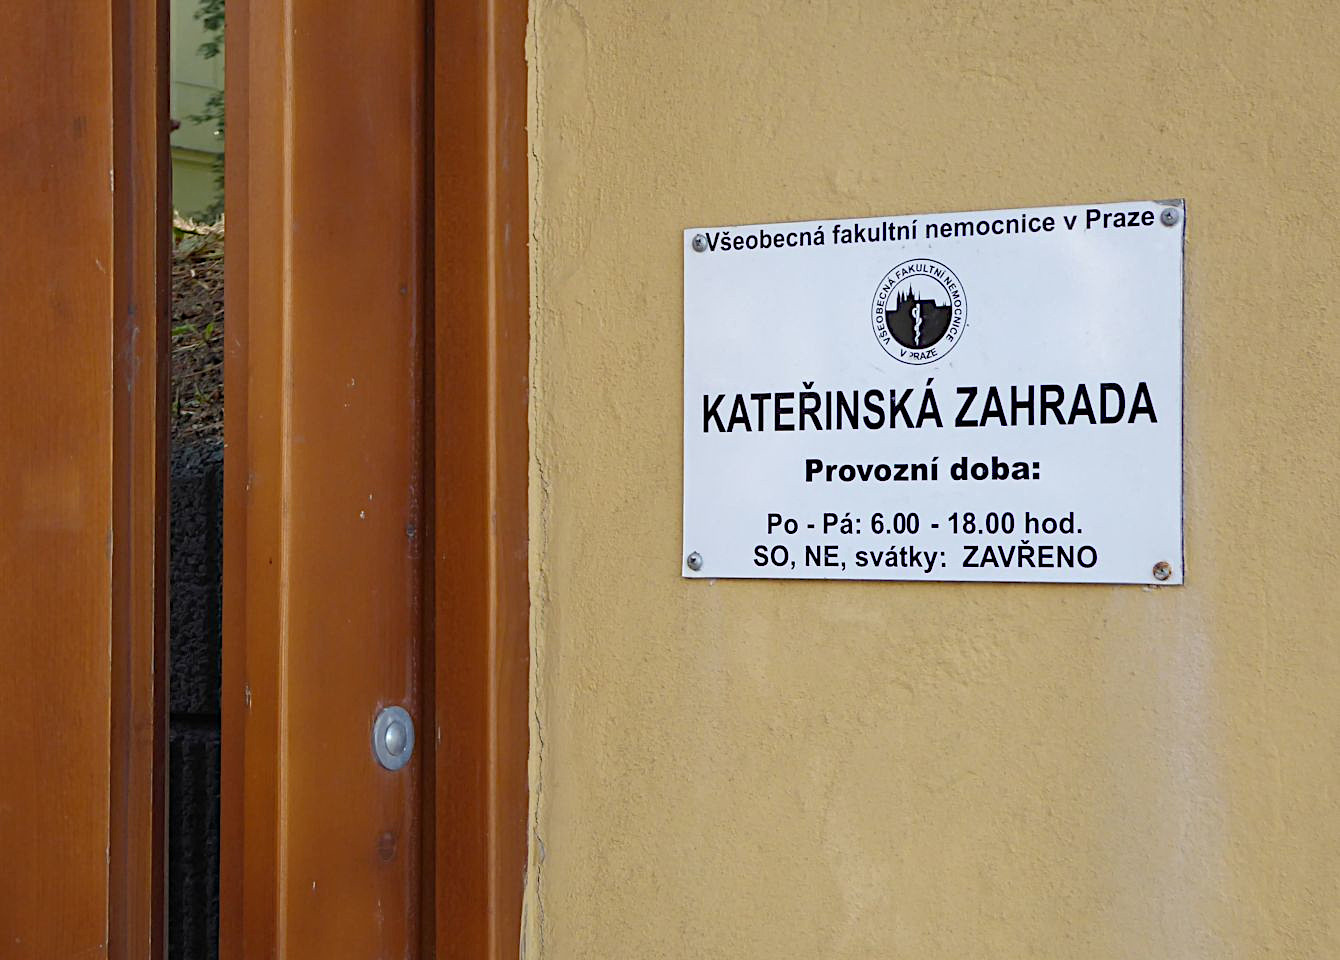 Všeobecná fakultní nemocnice v Praze
VŠEOBECNÁ FAKULTNÍ NEMOCNICE
V PRAZE
KATEŘINSKÁ ZAHRADA
Provozní doba:
Po - Pá: 6.00 - 18.00 hod.
SO, NE, svátky: ZAVŘENO